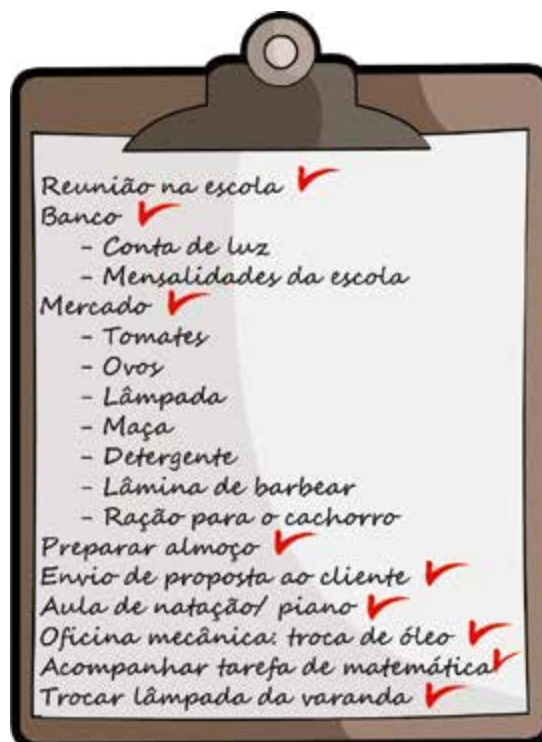 Reunião na escola
Banco
- Conta de luz
- Mensalidades da escola
Mercado
- Tomates
- Ovos
- Lâmpada
- Maça
- Detergente
- Lâmina de barbear
- Ração para o cachorro
Preparar almoço
Envio de proposta ao cliente
Aula de natação/ piano
Oficina mecânica: troca de óleo
Acompanhar tarefa de matemática
Trocar lâmpada da varanda